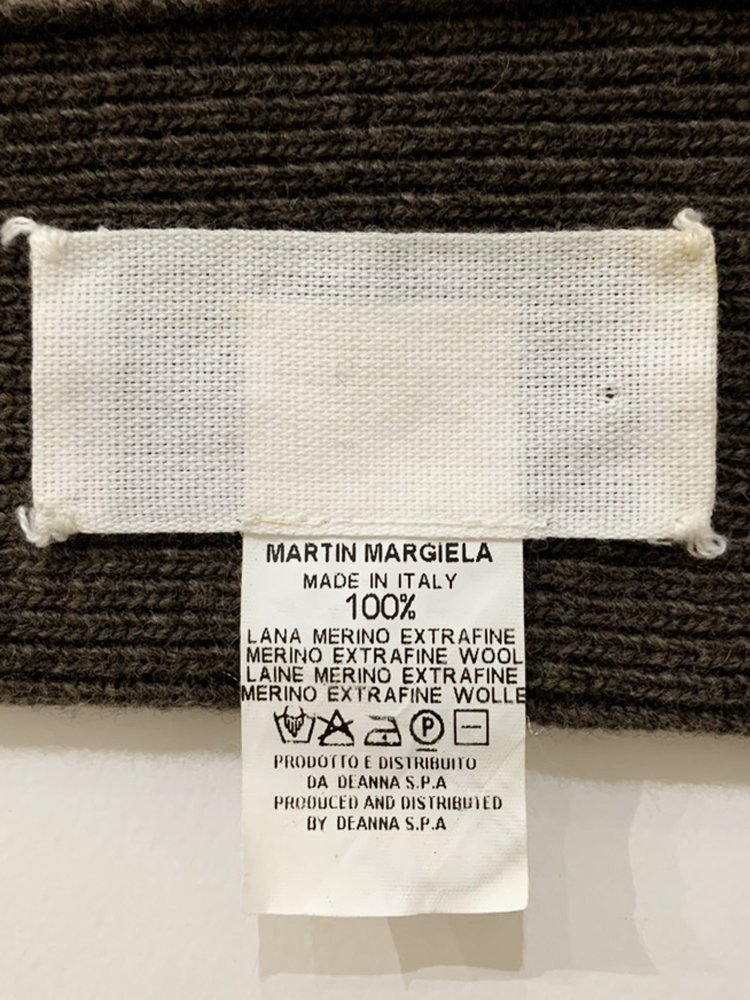 MARTIN MARGIELA
MADE IN ITALY
100%
LANA MERINO EXTRAFINE
MERINO EXTRAFINE WOOL
LAINE MERINO EXTRAFINE
MERINO EXTRAFINE WOLLE
P
PRODOTTO E DISTRIBUITO
DA DEANNA S.P.A
PRODUCED AND DISTRIBUTED
BY DEANNA S.P.A